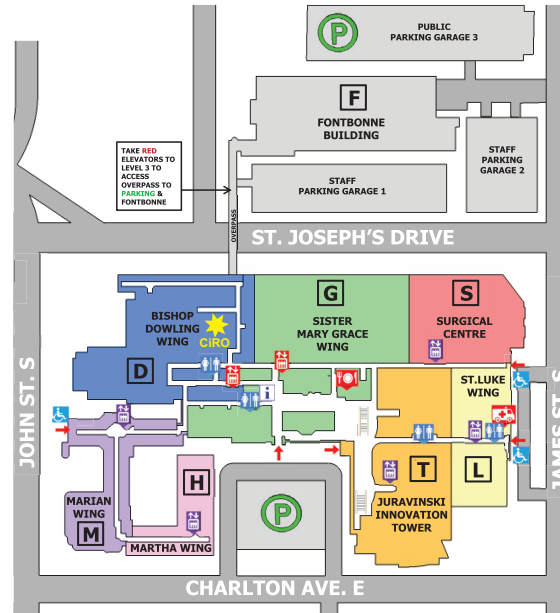 P
PUBLIC
PARKING GARAGE 3
F
FONTBONNE
BUILDING
STAFF
PARKING
GARAGE 2
TAKE RED
ELEVATORS TO
LEVEL 3 TO
ACCESS
OVERPASS TO
PARKING &
FONTBONNE
STAFF
PARKING GARAGE 1
OVERPASS
ST. JOSEPH'S DRIVE
G
S
BISHOP
DOWLING
WING
CiRO
SISTER
MARY GRACE
WING
SURGICAL
CENTRE
D
i
ST.LUKE
WING
JOHN ST. S
JAMES ST. S
H
T
L
MARIAN
WING
M
P
JURAVINSKI
INNOVATION
TOWER
MARTHA WING
CHARLTON AVE. E